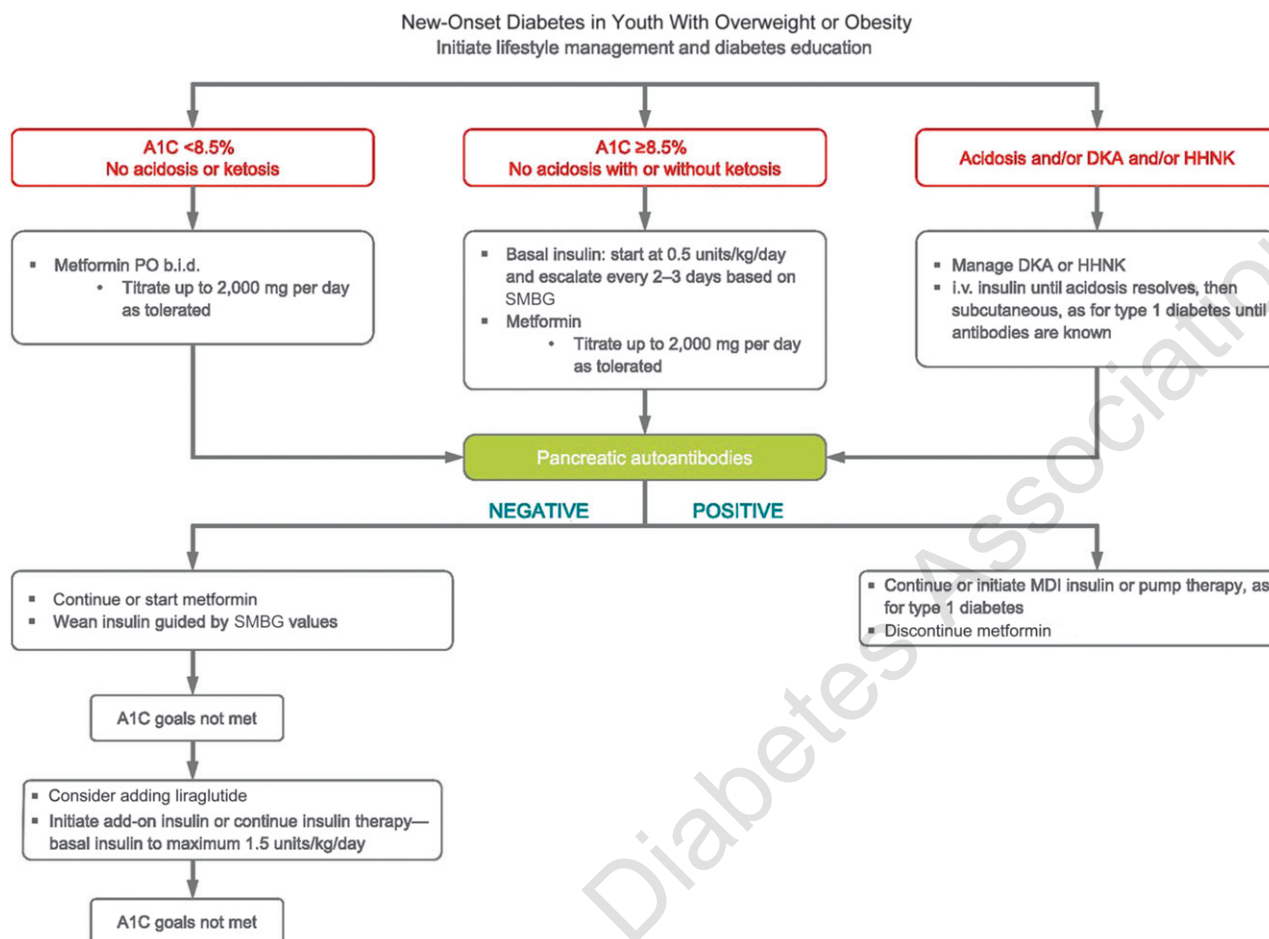 New-Onset Diabetes in Youth With Overweight or Obesity
Initiate lifestyle management and diabetes education
A1C <8.5%
No acidosis or ketosis
A1C ≥8.5%
No acidosis with or without ketosis
Acidosis and/or DKA and/or HHNK
▪ Metformin PO b.i.d.
• Titrate up to 2,000 mg per day
as tolerated
▪ Basal insulin: start at 0.5 units/kg/day
and escalate every 2–3 days based on
SMBG
▪ Metformin
• Titrate up to 2,000 mg per day
as tolerated
▪ Manage DKA or HHNK
▪ i.v. insulin until acidosis resolves, then
subcutaneous, as for type 1 diabetes until
antibodies are known
Pancreatic autoantibodies
NEGATIVE
POSITIVE
▪ Continue or start metformin
▪ Wean insulin guided by SMBG values
▪ Continue or initiate MDI insulin or pump therapy, as
for type 1 diabetes
▪ Discontinue metformin
A1C goals not met
▪ Consider adding liraglutide
▪ Initiate add-on insulin or continue insulin therapy—
basal insulin to maximum 1.5 units/kg/day
A1C goals not met
Diabetes Association